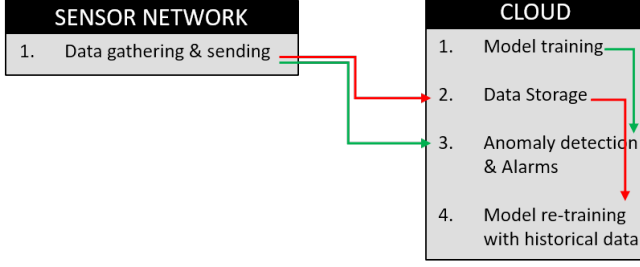 SENSOR NETWORK
1. Data gathering & sending
CLOUD
1. Model training
2. Data Storage
3. Anomaly detection
& Alarms
4. Model re-training
with historical data